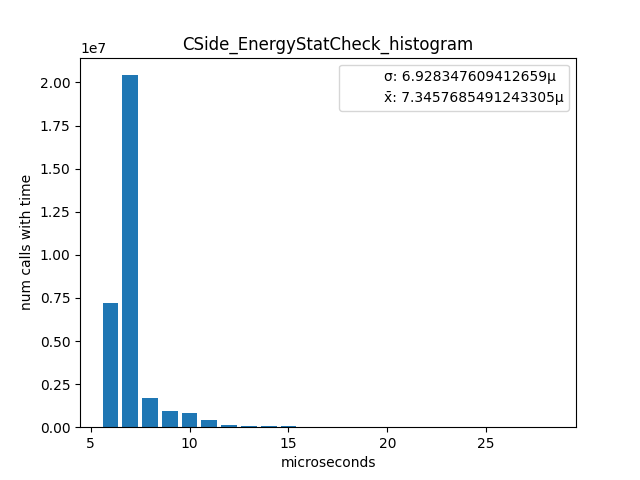 CSide_EnergyStatCheck_histogram
1e7
σ: 6.928347609412659μ
x̄: 7.3457685491243305μ
2.00
1.75
1.50
1.25
1.00
0.75
0.50
0.25
0.00
num calls with time
5 10 15 20 25
microseconds